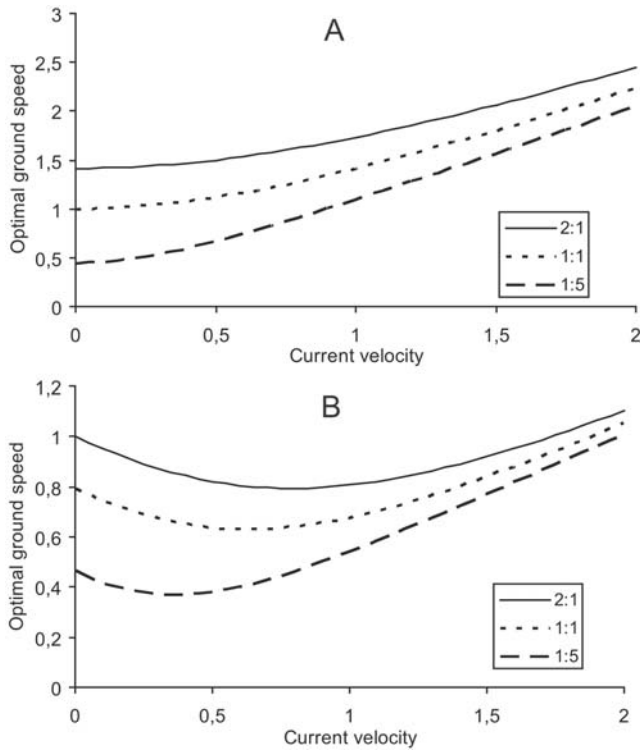 A
3
2,5
2
1,5
1
0,5
0
Optimal ground speed
2:1
1:1
1:5
0 0,5 1 1,5 2
Current velocity
B
1,2
1
0,8
0,6
0,4
0,2
0
Optimal ground speed
2:1
1:1
1:5
0 0,5 1 1,5 2
Current velocity